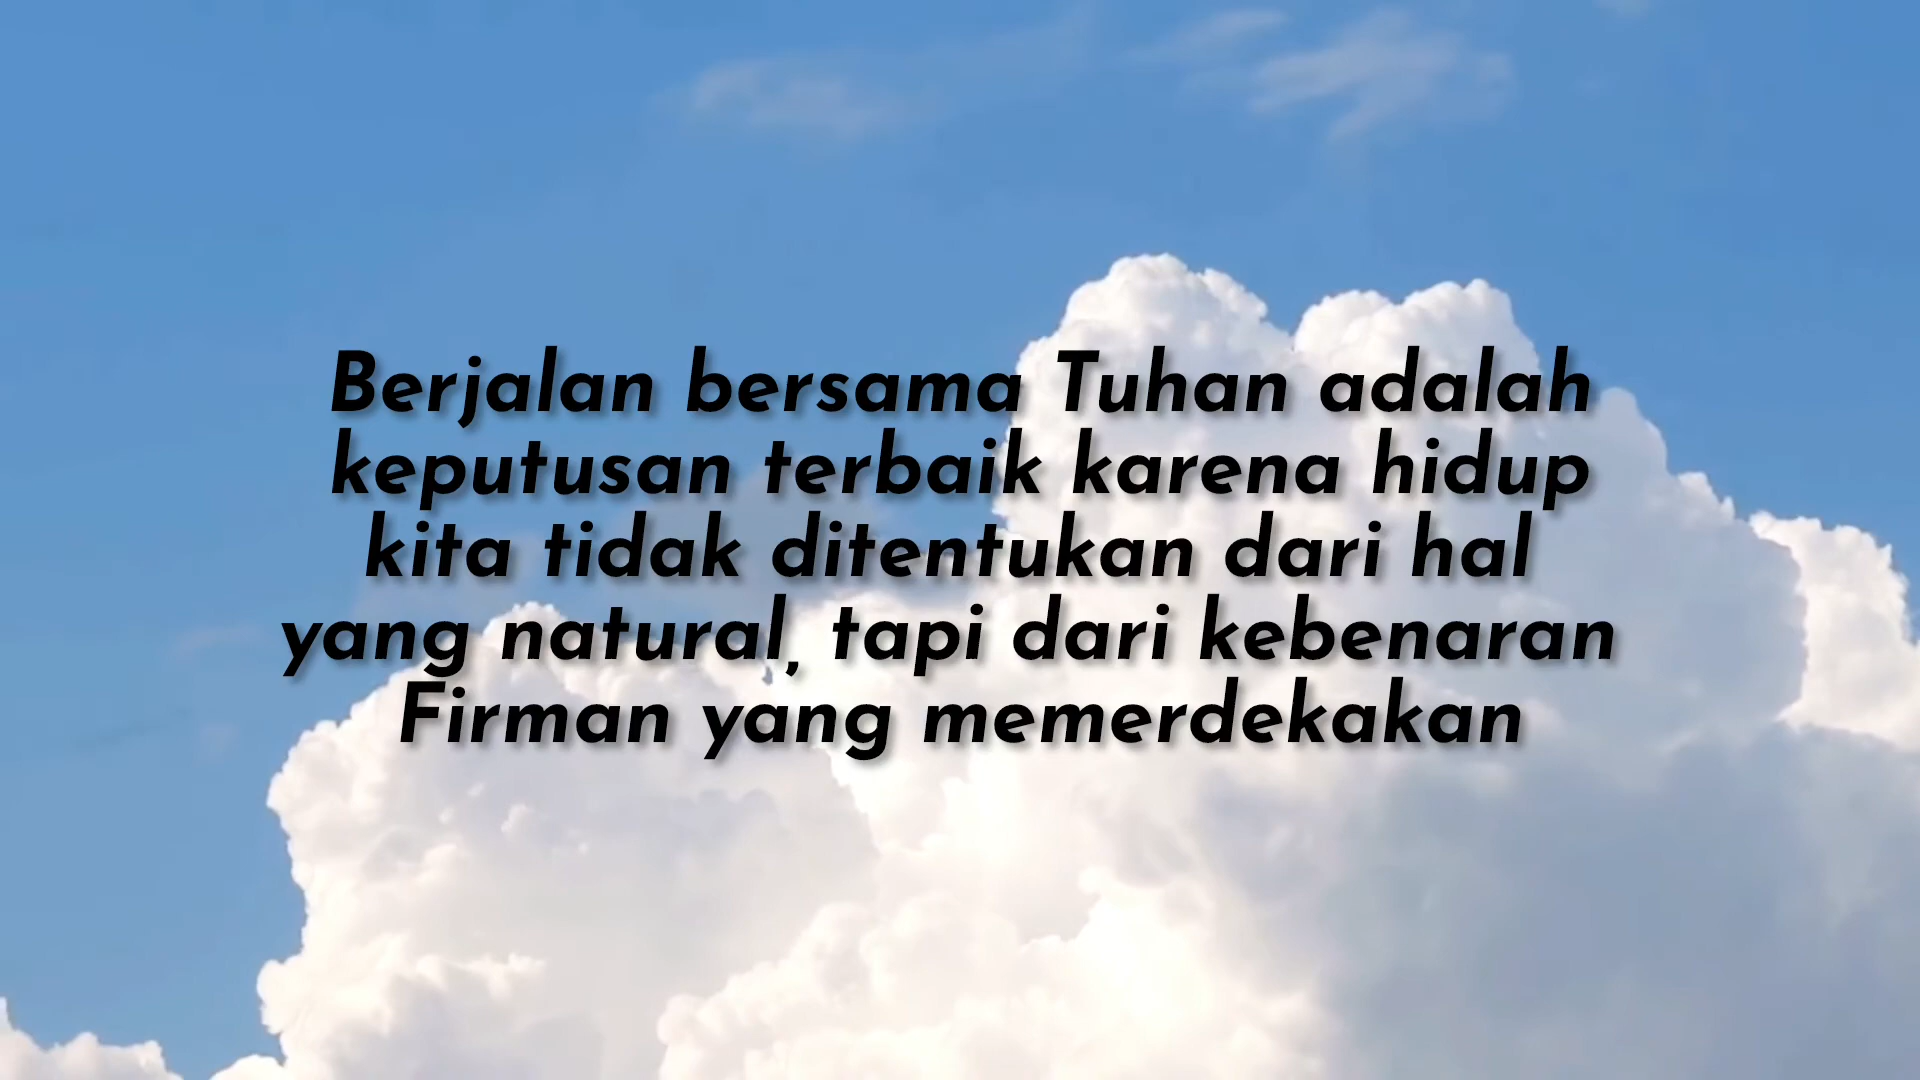 Berjalan bersama Tuhan adalah
keputusan terbaik karena hidup
kita tidak ditentukan dari hal
yang natural, tapi dari kebenaran
Firman yang memerdekakan